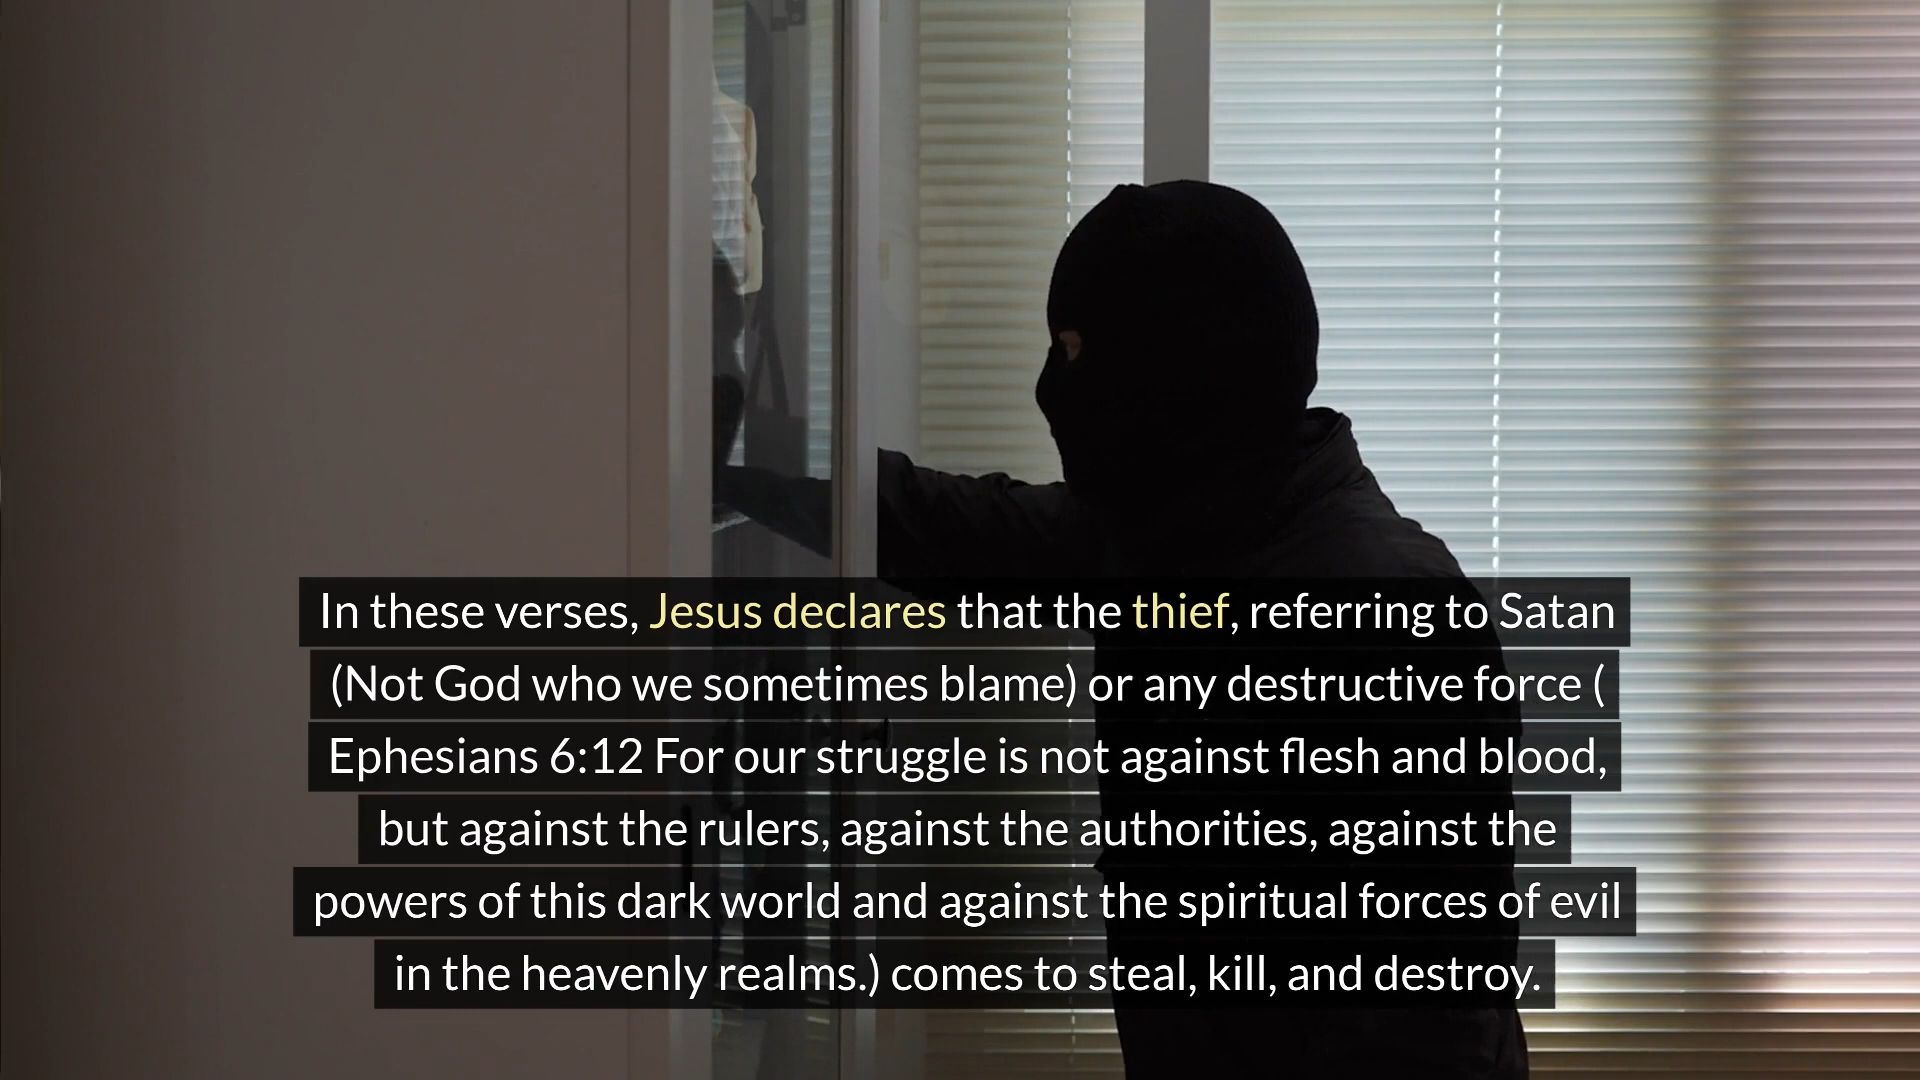 In these verses, Jesus declares that the thief, referring to Satan
(Not God who we sometimes blame) or any destructive force (
Ephesians 6:12 For our struggle is not against flesh and blood,
but against the rulers, against the authorities, against the
powers of this dark world and against the spiritual forces of evil
in the heavenly realms.) comes to steal, kill, and destroy.